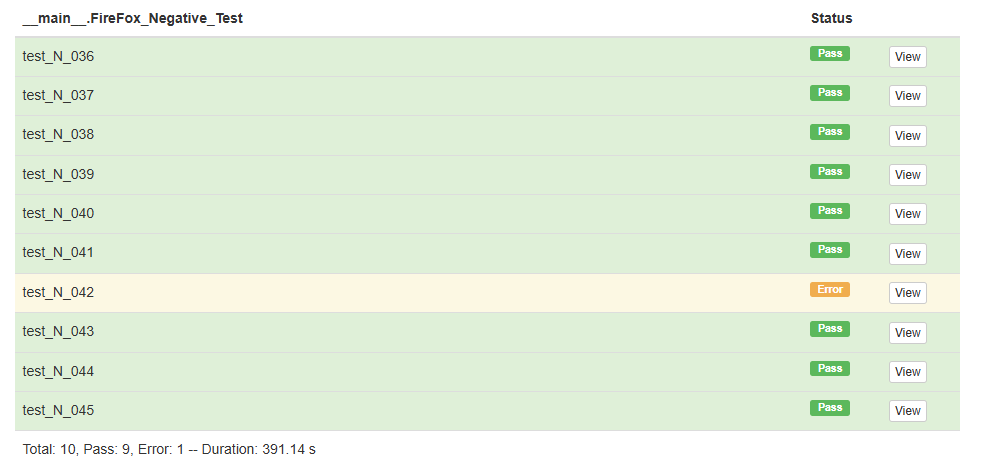 __main__.FireFox_Negative_Test Status
test_N_036 Pass View
test_N_037 Pass View
test_N_038 Pass View
test_N_039 Pass View
test_N_040 Pass View
test_N_041 Pass View
test_N_042 Error View
test_N_043 Pass View
test_N_044 Pass View
test_N_045 Pass View
Total: 10, Pass: 9, Error: 1 -- Duration: 391.14 s